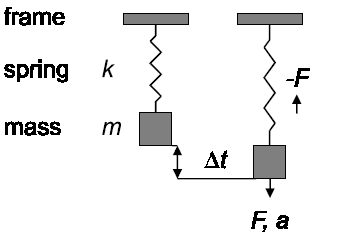 frame
spring k
-F
mass m
Δt
F, a